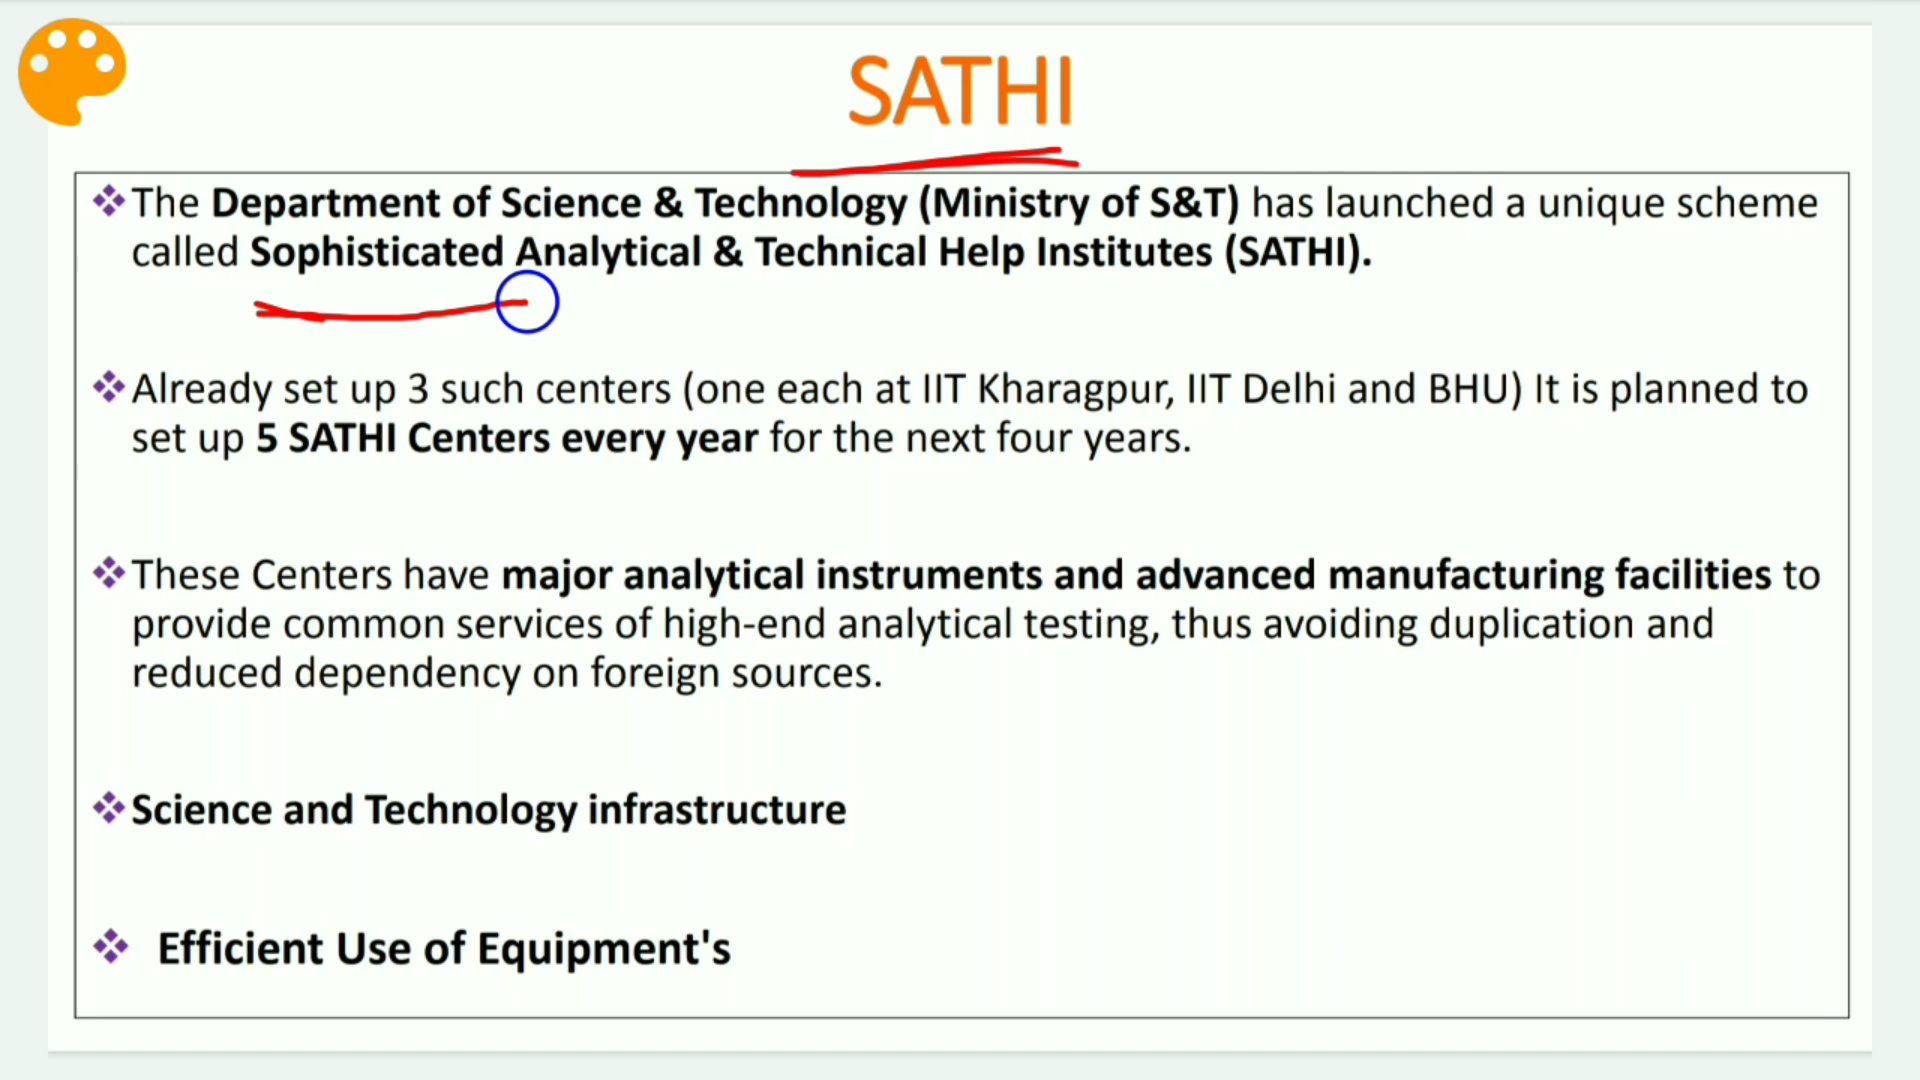 SATHI
The Department of Science & Technology (Ministry of S&T) has launched a unique scheme
called Sophisticated Analytical & Technical Help Institutes (SATHI).
Already set up 3 such centers (one each at IIT Kharagpur, IIT Delhi and BHU) It is planned to
set up 5 SATHI Centers every year for the next four years.
These Centers have major analytical instruments and advanced manufacturing facilities to
provide common services of high-end analytical testing, thus avoiding duplication and
reduced dependency on foreign sources.
Science and Technology infrastructure
Efficient Use of Equipment's